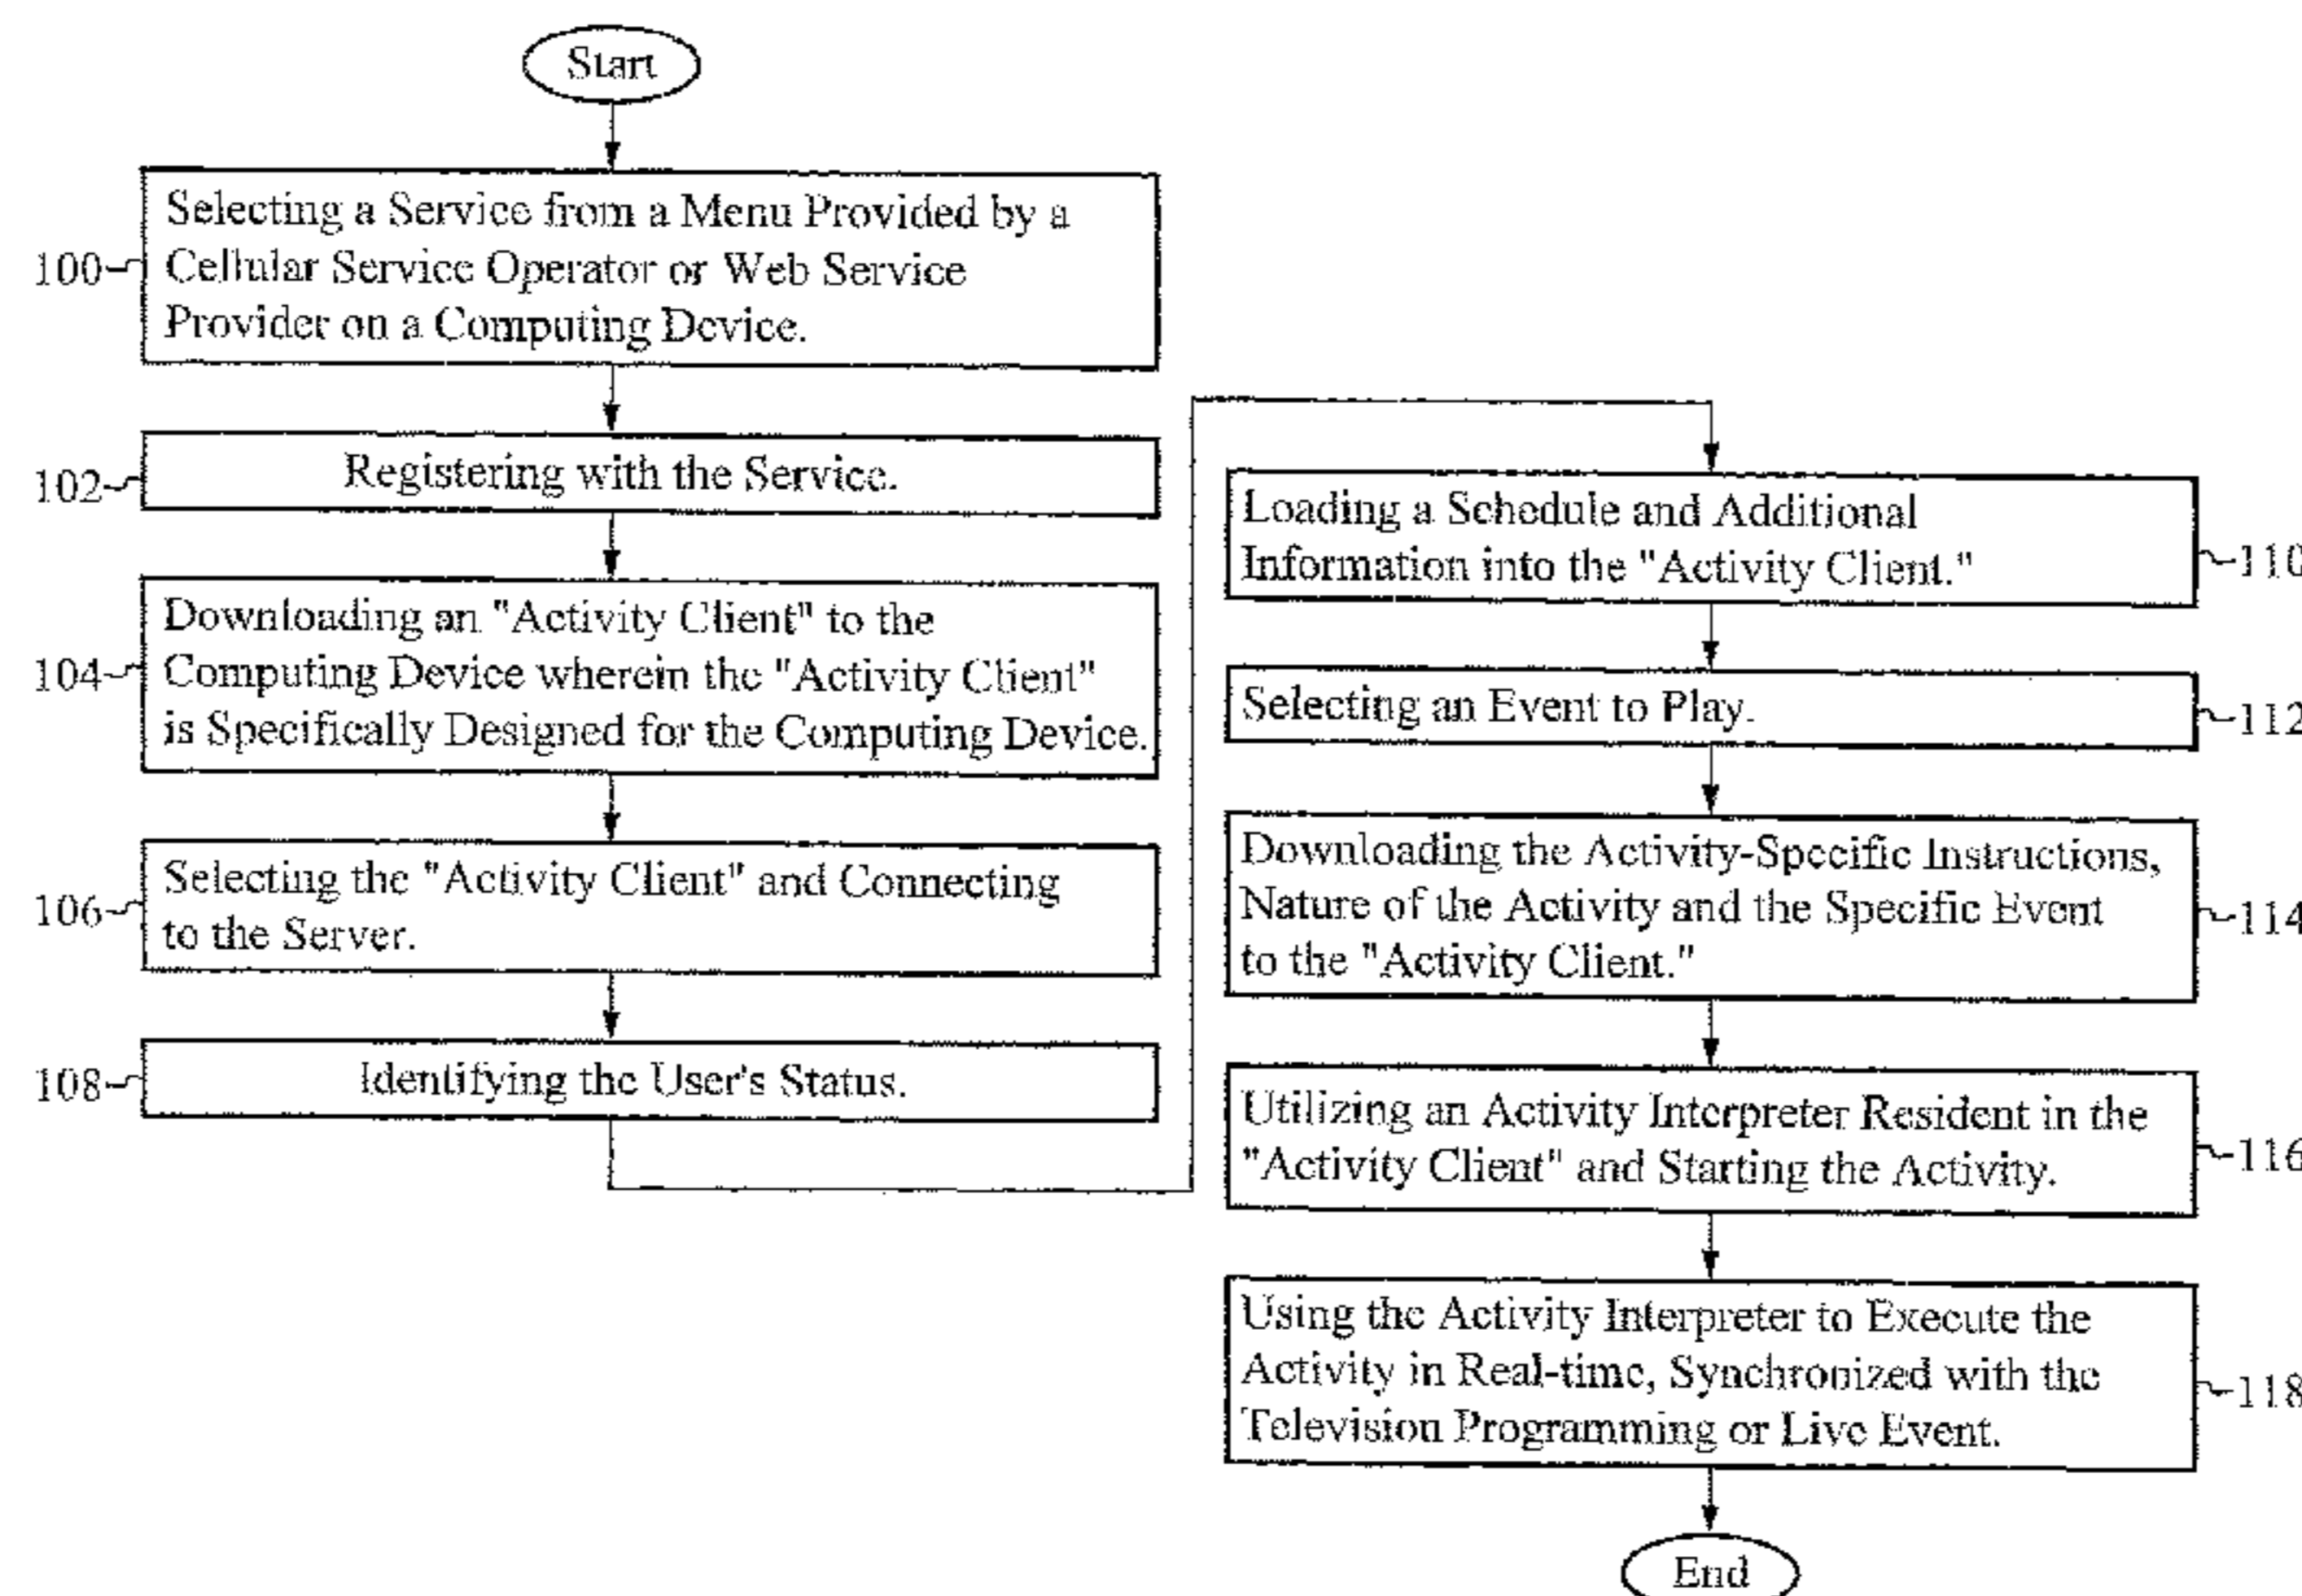 Start
Selecting a Service from a Menu Provided by a
100
Cellular Service Operator or Web Service
Provider on a Computing Device.
102
Registering with the Service.
Downloading an "Activity Client" to the
104
Computing Device wherein the "Activity Client"
is Specifically Designed for the Computing Device.
106
Selecting the "Activity Client" and Connecting
to the Server.
108
Identifying the User's Status.
Loading a Schedule and Additional
Information into the "Activity Client."
110
Selecting an Event to Play.
112
Downloading the Activity-Specific Instructions,
Nature of the Activity and the Specific Event
114
to the "Activity Client."
Utilizing an Activity Interpreter Resident in the
"Activity Client" and Starting the Activity.
116
Using the Activity Interpreter to Execute the
Activity in Real-time, Synchronized with the
118
Television Programming or Live Event.
End